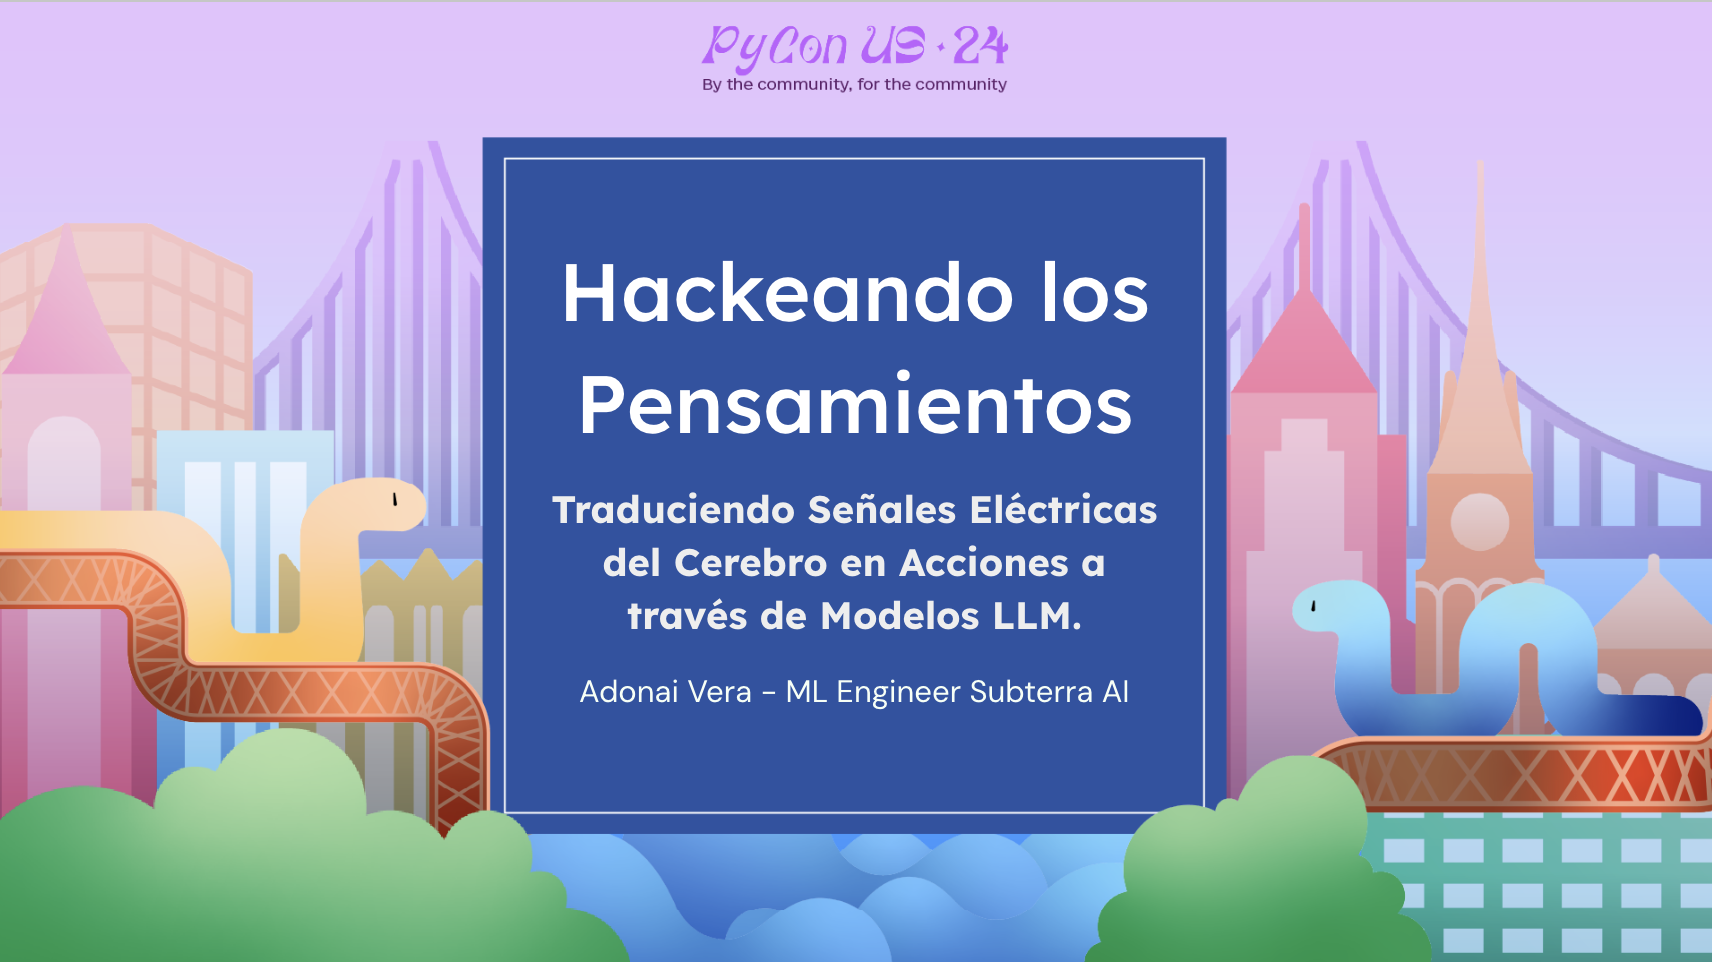 PyCon US · 24
By the community, for the community
Hackeando los
Pensamientos
Traduciendo Señales Eléctricas
del Cerebro en Acciones a
través de Modelos LLM.
Adonai Vera – ML Engineer Subterra AI